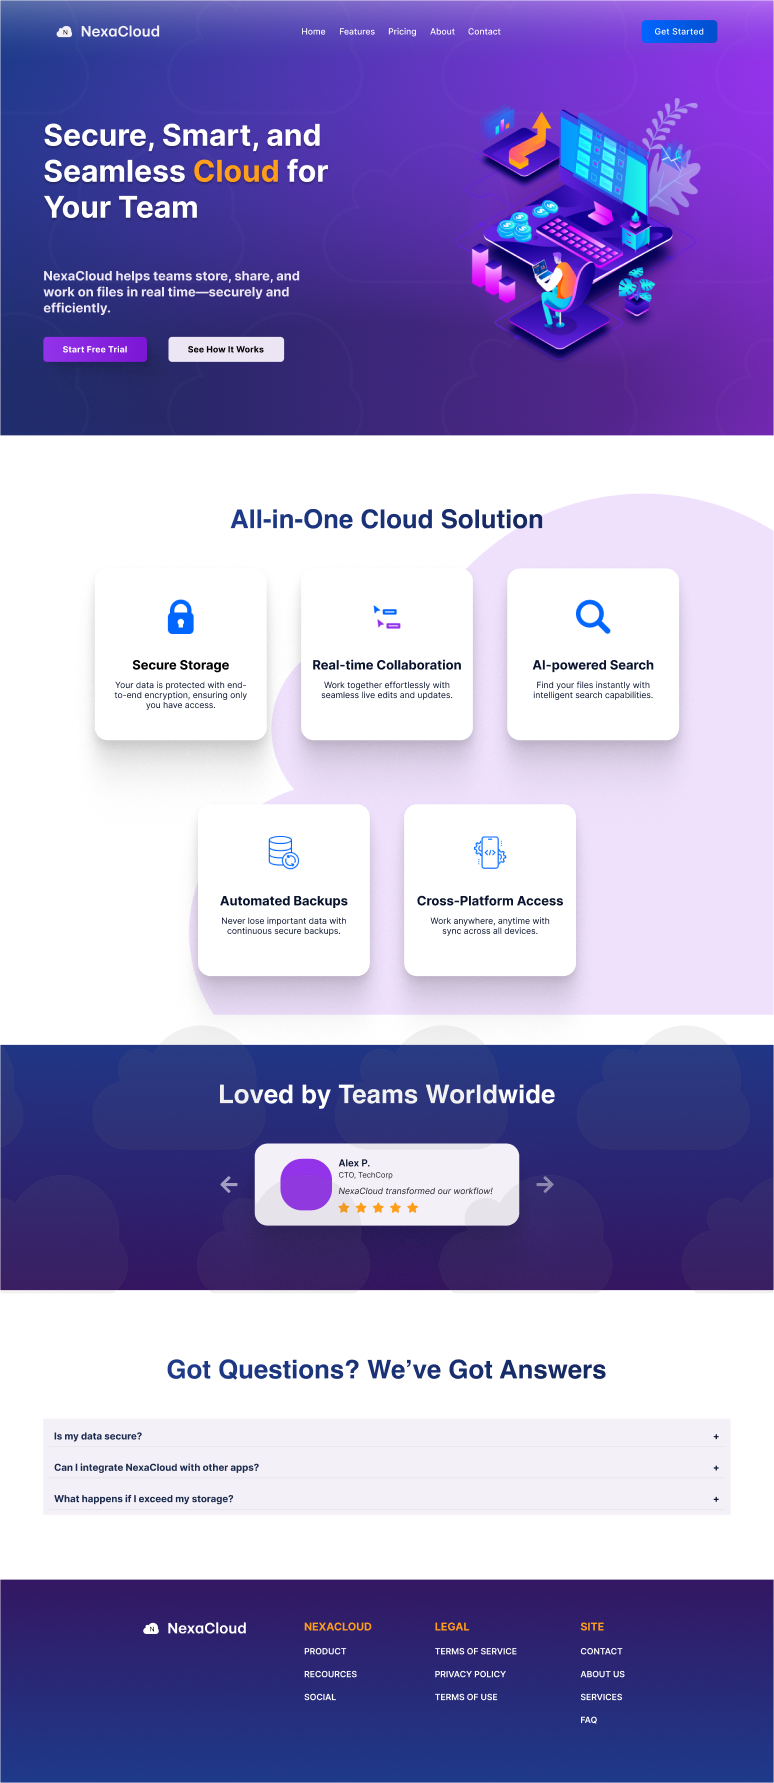 N NexaCloud
Home Features Pricing About Contact
Get Started
Secure, Smart, and
Seamless Cloud for
Your Team
NexaCloud helps teams store, share, and
work on files in real time—securely and
efficiently.
Start Free Trial
See How It Works
All-in-One Cloud Solution
Secure Storage
Your data is protected with end-
to-end encryption, ensuring only
you have access.
Real-time Collaboration
Work together effortlessly with
seamless live edits and updates.
AI-powered Search
Find your files instantly with
intelligent search capabilities.
Automated Backups
Never lose important data with
continuous secure backups.
</>
Cross-Platform Access
Work anywhere, anytime with
sync across all devices.
Loved by Teams Worldwide
Alex P.
CTO, TechCorp
NexaCloud transformed our workflow!
Got Questions? We’ve Got Answers
Is my data secure? +
Can I integrate NexaCloud with other apps? +
What happens if I exceed my storage? +
N NexaCloud
NEXACLOUD
PRODUCT
RECOURCES
SOCIAL
LEGAL
TERMS OF SERVICE
PRIVACY POLICY
TERMS OF USE
SITE
CONTACT
ABOUT US
SERVICES
FAQ